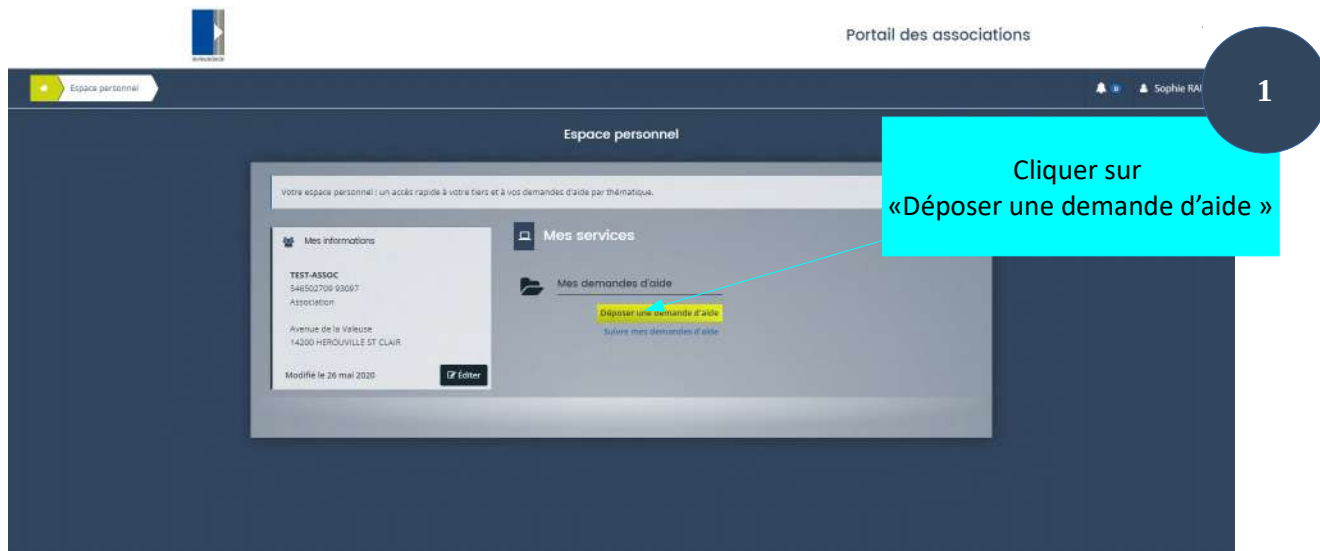 Portail des associations
Espace personnel
Sophie
1
Espace personnel
Cliquer sur
«Déposer une demande d’aide »
Votre espace personnel : un accès rapide à votre tiers et à vos demandes d'aide par thématique.
Mes informations
Mes services
TEST-ASSOC
Association
Mes demandes d'aide
Déposer une demande d'aide
Suivre mes demandes d'aide
Avenue de la Valeuse
14200 HEROUVILLE ST CLAIR
Modifié le 26 mai 2020
Éditer